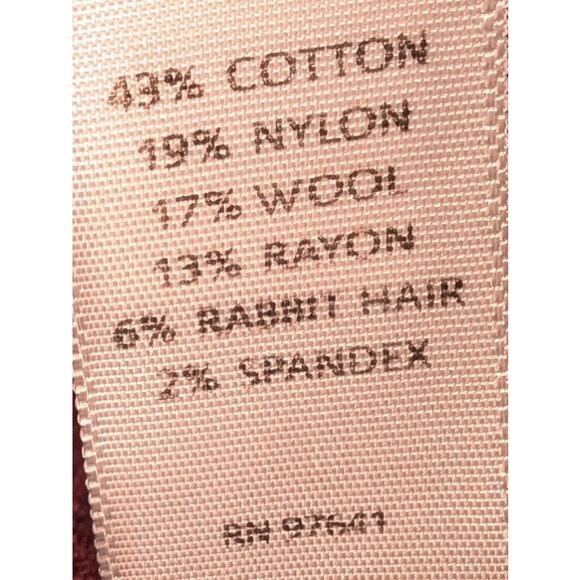 43% COTTON
19% NYLON
17% WOOL
13% RAYON
6% RABBIT HAIR
2% SPANDEX
RN 97641